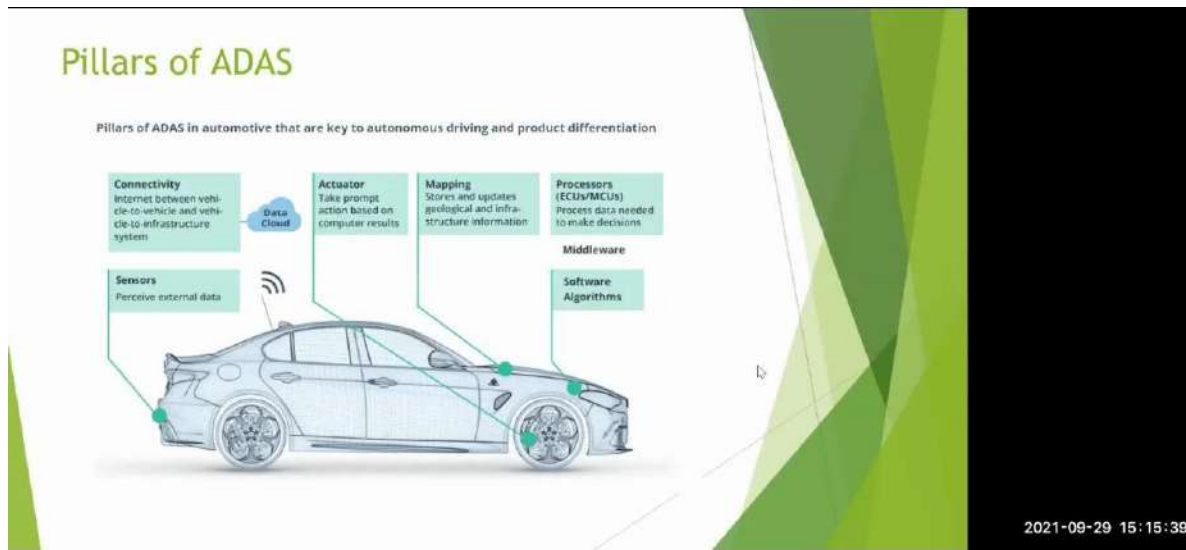 Pillars of ADAS
Pillars of ADAS in automotive that are key to autonomous driving and product differentiation
Connectivity
Internet between vehi-
cle-to-vehicle and vehi-
cle-to-infrastructure
system
Data
Cloud
Actuator
Take prompt
action based on
computer results
Mapping
Stores and updates
geological and infra-
structure information
Processors
(ECUs/MCUs)
Process data needed
to make decisions
Middleware
Sensors
Perceive external data
Software
Algorithms
2021-09-29 15:15:39